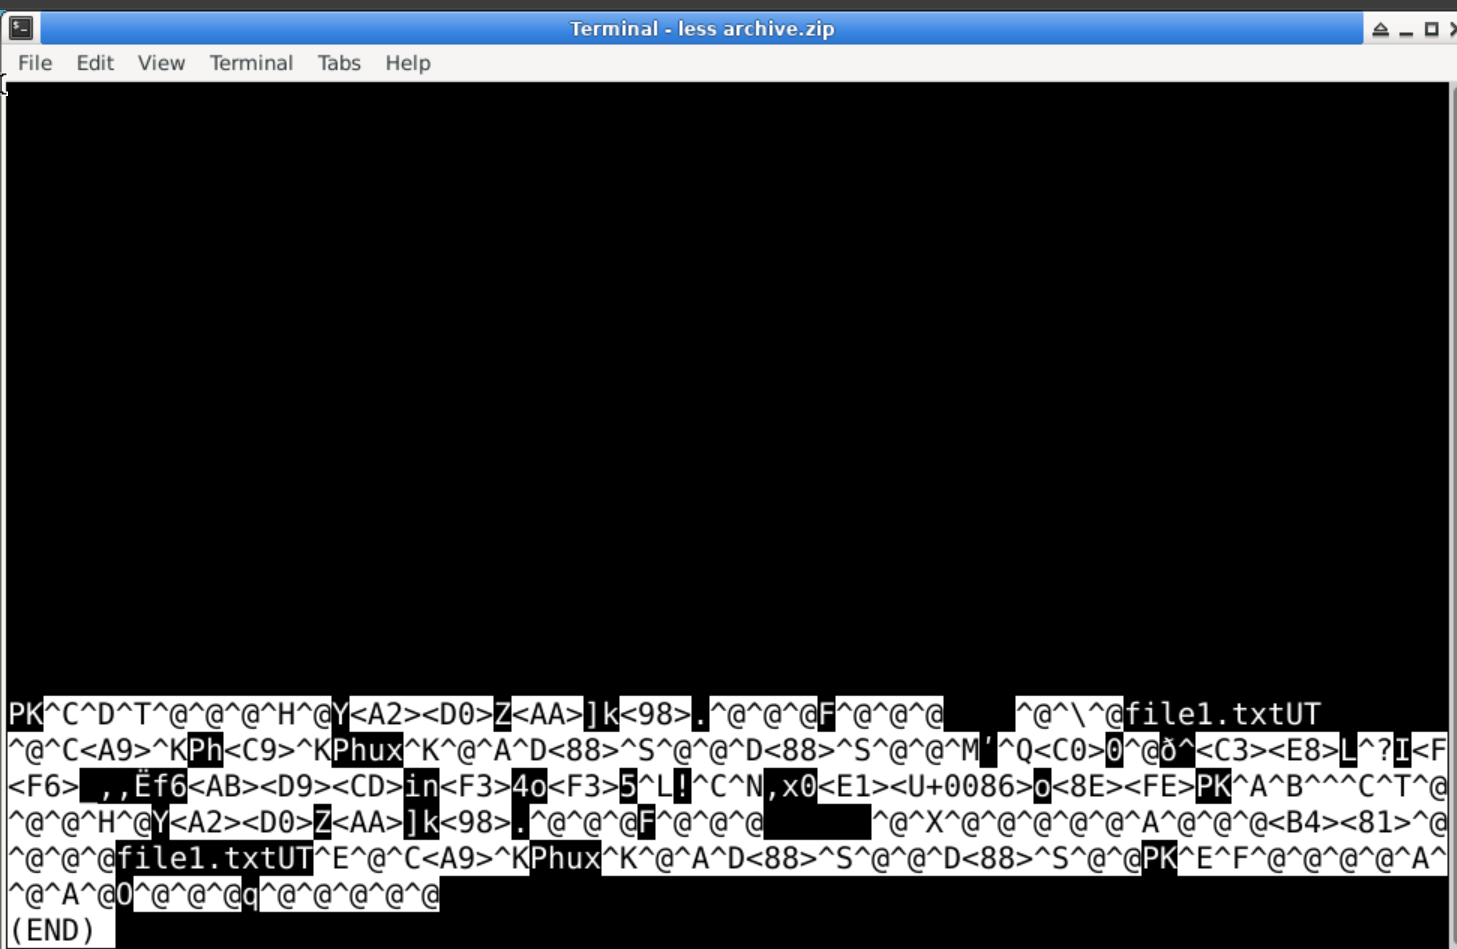 Terminal - less archive.zip
File Edit View Terminal Tabs Help
PK^C^D^T^@^@^@^H^@Y<A2><D0>Z<AA>]k<98>.^@^@^@F^@^@^@    ^@^\^@file1.txtUT
^@^C<A9>^KPh<C9>^KPhux^K^@^A^D<88>^S^@^@^D<88>^S^@^@^Mʹ^Q<C0>0^@ð^<C3><E8>L^?I<F
<F6>_,,Ëf6<AB><D9><CD>in<F3>4o<F3>5^L!^C^N,x0<E1><U+0086>o<8E><FE>PK^A^B^^^C^T^@
^@^@^H^@Y<A2><D0>Z<AA>]k<98>.^@^@^@F^@^@^@      ^@^X^@^@^@^@^@^A^@^@^@<B4><81>^@
^@^@^@file1.txtUT^E^@^C<A9>^KPhux^K^@^A^D<88>^S^@^@^D<88>^S^@^@PK^E^F^@^@^@^@^A^
^@^A^@O^@^@^@q^@^@^@^@^@
(END)